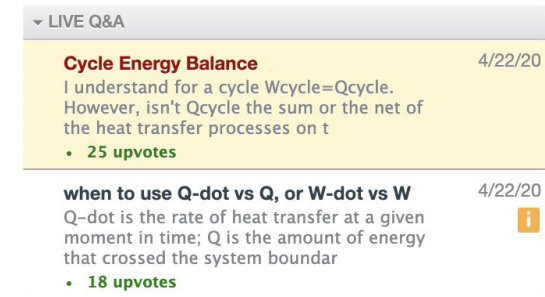 LIVE Q&A
Cycle Energy Balance 4/22/20
I understand for a cycle Wcycle=Qcycle.
However, isn't Qcycle the sum or the net of
the heat transfer processes on t
• 25 upvotes
when to use Q-dot vs Q, or W-dot vs W 4/22/20
Q-dot is the rate of heat transfer at a given
i
moment in time; Q is the amount of energy
that crossed the system boundar
• 18 upvotes